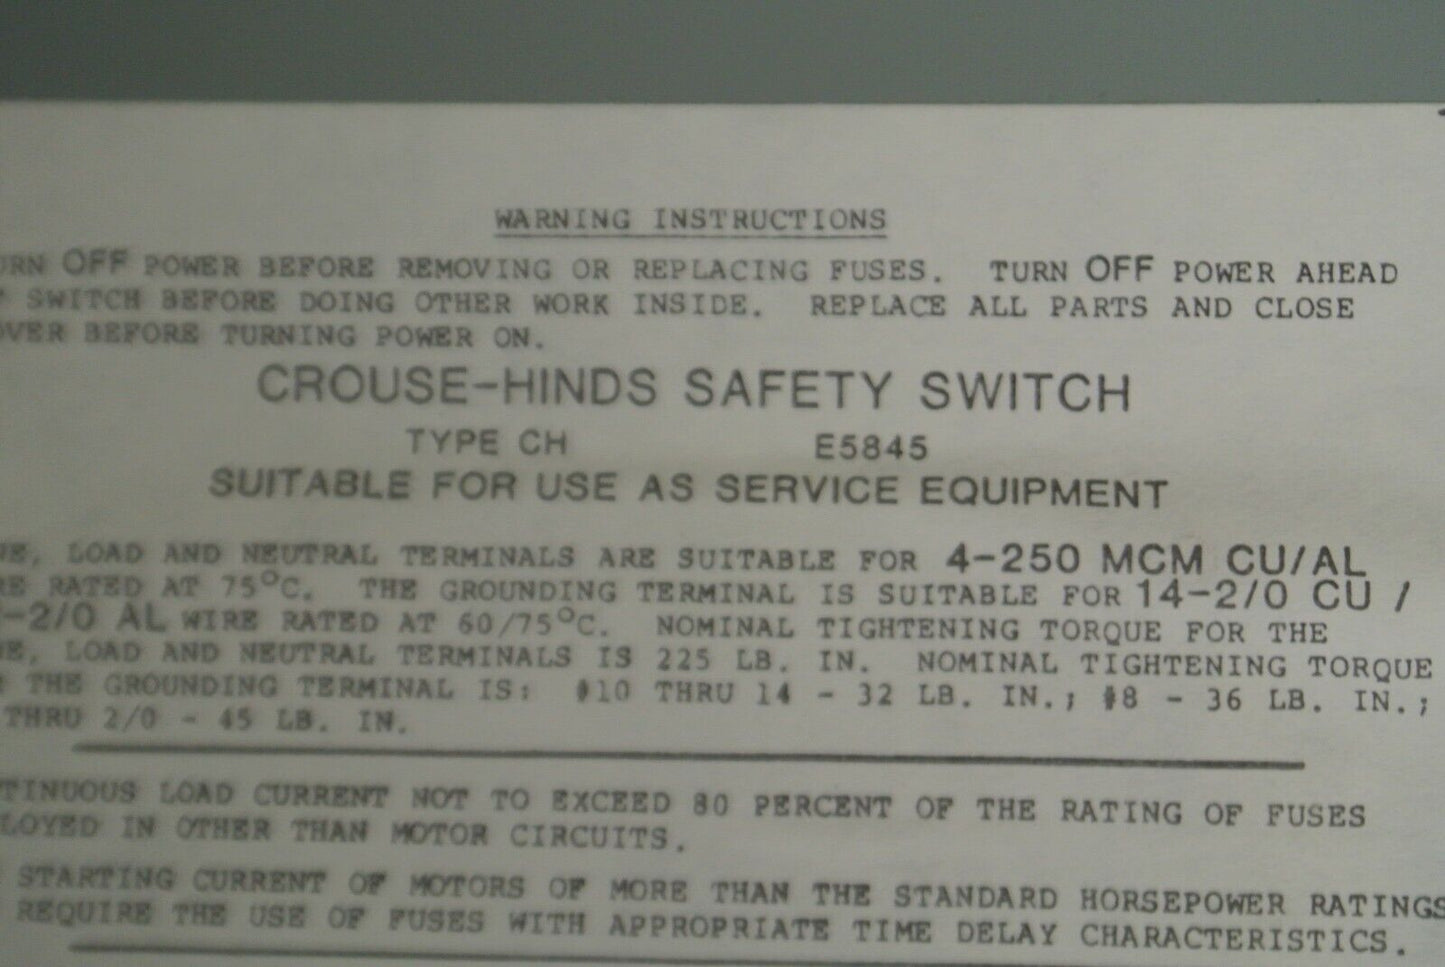 WARNING INSTRUCTIONS
URN OFF POWER BEFORE REMOVING OR REPLACING FUSES. TURN OFF POWER AHEAD
SWITCH BEFORE DOING OTHER WORK INSIDE. REPLACE ALL PARTS AND CLOSE
OVER BEFORE TURNING POWER ON.
CROUSE-HINDS SAFETY SWITCH
TYPE CH E5845
SUITABLE FOR USE AS SERVICE EQUIPMENT
NE, LOAD AND NEUTRAL TERMINALS ARE SUITABLE FOR 4-250 MCM CU/AL
RE RATED AT 75°C. THE GROUNDING TERMINAL IS SUITABLE FOR 14-2/0 CU /
-2/0 AL WIRE RATED AT 60/75°C. NOMINAL TIGHTENING TORQUE FOR THE
NE, LOAD AND NEUTRAL TERMINALS IS 225 LB. IN. NOMINAL TIGHTENING TORQUE
THE GROUNDING TERMINAL IS: #10 THRU 14 - 32 LB. IN.; #8 - 36 LB. IN.;
THRU 2/0 - 45 LB. IN.
TINUOUS LOAD CURRENT NOT TO EXCEED 80 PERCENT OF THE RATING OF FUSES
LOYED IN OTHER THAN MOTOR CIRCUITS.
STARTING CURRENT OF MOTORS OF MORE THAN THE STANDARD HORSEPOWER RATINGS
REQUIRE THE USE OF FUSES WITH APPROPRIATE TIME DELAY CHARACTERISTICS.